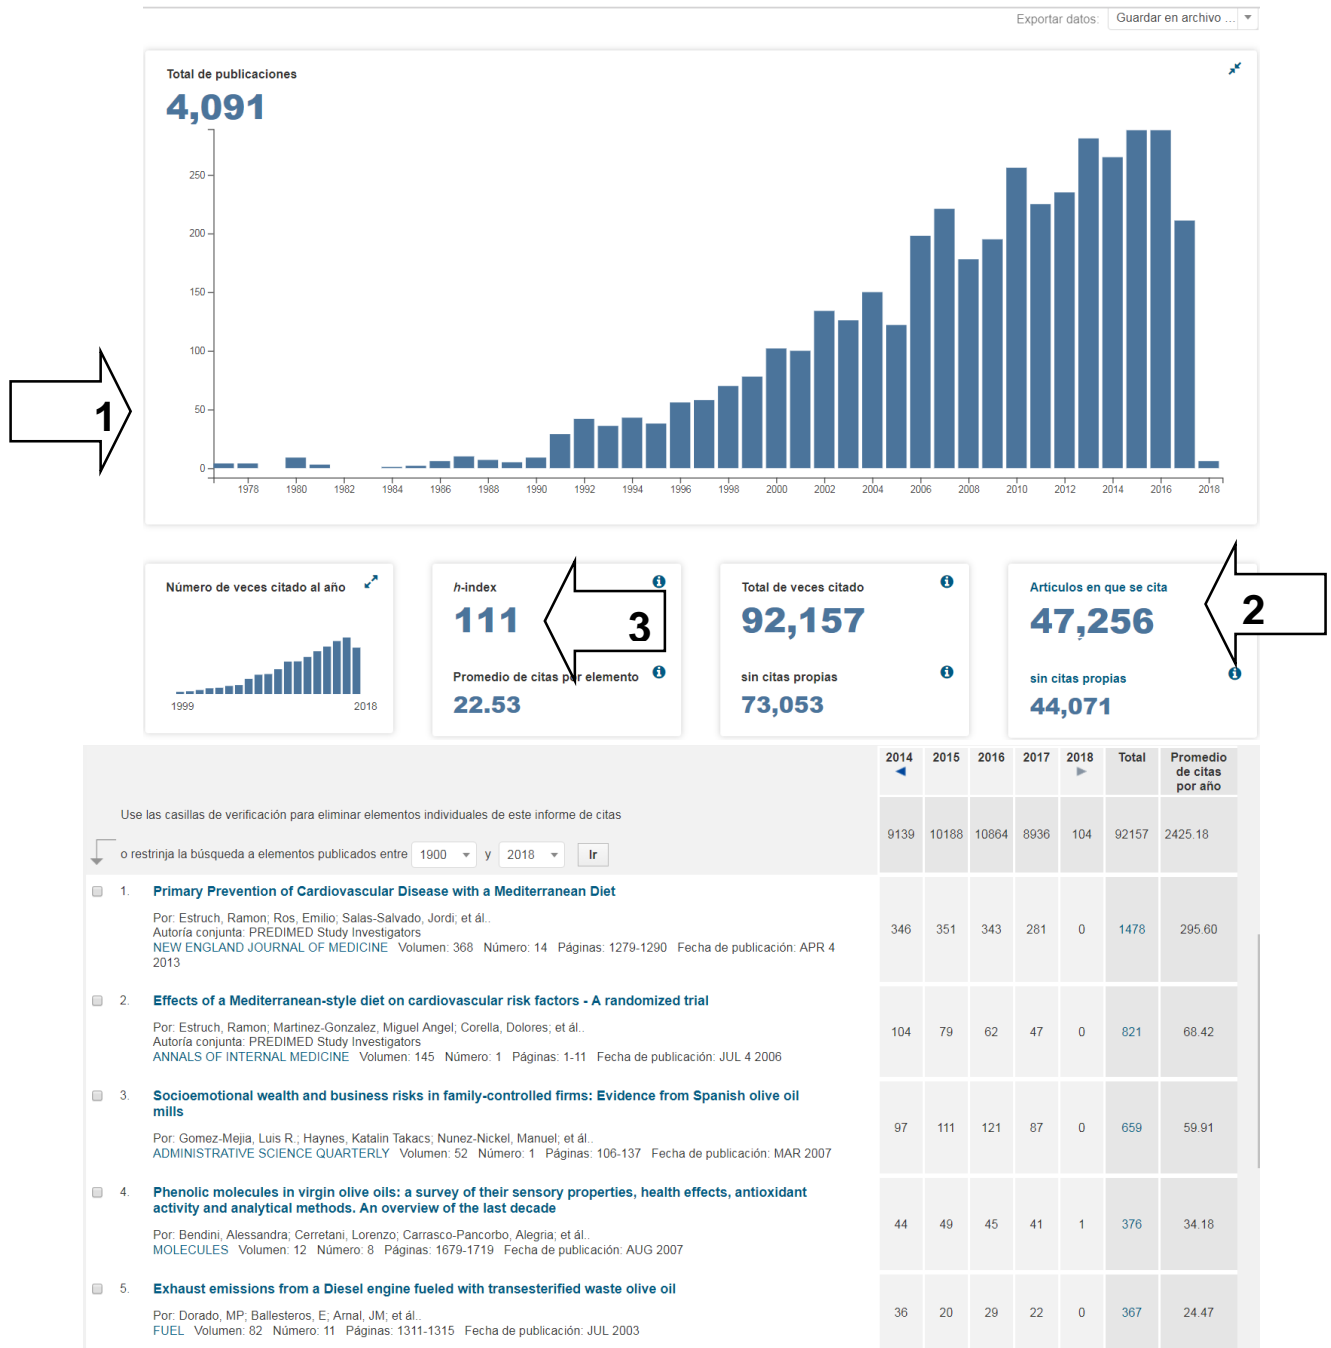 Exportar datos: Guardar en archivo ...
Total de publicaciones
4,091
250
200
150
100
50
0
1978 1980 1982 1984 1986 1988 1990 1992 1994 1996 1998 2000 2002 2004 2006 2008 2010 2012 2014 2016 2018
1
Número de veces citado al año
1999 2018
h-index
111
3
Promedio de citas por elemento
22.53
Total de veces citado
92,157
sin citas propias
73,053
Articulos en que se cita
47,256
2
sin citas propias
44,071
2014 2015 2016 2017 2018 Total Promedio
de citas
por año
Use las casillas de verificación para eliminar elementos individuales de este informe de citas
o restrinja la búsqueda a elementos publicados entre 1900 y 2018 Ir
9139 10188 10864 8936 104 92157 2425.18
1. Primary Prevention of Cardiovascular Disease with a Mediterranean Diet
Por: Estruch, Ramon; Ros, Emilio; Salas-Salvado, Jordi; et ál..
Autoría conjunta: PREDIMED Study Investigators
NEW ENGLAND JOURNAL OF MEDICINE Volumen: 368 Número: 14 Páginas: 1279-1290 Fecha de publicación: APR 4
2013
346 351 343 281 0 1478 295.60
2. Effects of a Mediterranean-style diet on cardiovascular risk factors - A randomized trial
Por: Estruch, Ramon; Martinez-Gonzalez, Miguel Angel; Corella, Dolores; et ál..
Autoría conjunta: PREDIMED Study Investigators
ANNALS OF INTERNAL MEDICINE Volumen: 145 Número: 1 Páginas: 1-11 Fecha de publicación: JUL 4 2006
104 79 62 47 0 821 68.42
3. Socioemotional wealth and business risks in family-controlled firms: Evidence from Spanish olive oil
mills
Por: Gomez-Mejia, Luis R.; Haynes, Katalin Takacs; Nunez-Nickel, Manuel; et ál..
ADMINISTRATIVE SCIENCE QUARTERLY Volumen: 52 Número: 1 Páginas: 106-137 Fecha de publicación: MAR 2007
97 111 121 87 0 659 59.91
4. Phenolic molecules in virgin olive oils: a survey of their sensory properties, health effects, antioxidant
activity and analytical methods. An overview of the last decade
Por: Bendini, Alessandra; Cerretani, Lorenzo; Carrasco-Pancorbo, Alegria; et ál..
MOLECULES Volumen: 12 Número: 8 Páginas: 1679-1719 Fecha de publicación: AUG 2007
44 49 45 41 1 376 34.18
5. Exhaust emissions from a Diesel engine fueled with transesterified waste olive oil
Por: Dorado, MP; Ballesteros, E; Arnal, JM; et ál..
FUEL Volumen: 82 Número: 11 Páginas: 1311-1315 Fecha de publicación: JUL 2003
36 20 29 22 0 367 24.47